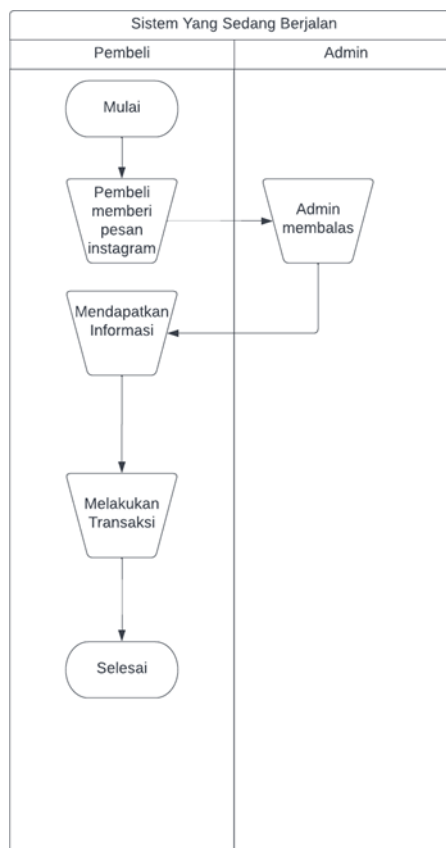 Sistem Yang Sedang Berjalan
Pembeli
Admin
Mulai
Pembeli
memberi
pesan
instagram
Admin
membalas
Mendapatkan
Informasi
Melakukan
Transaksi
Selesai